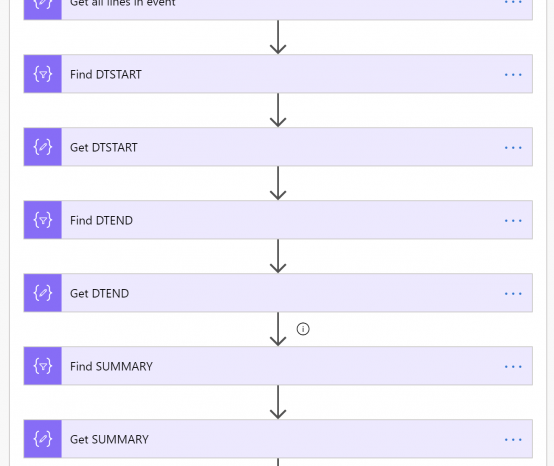 Get all lines in event
Find DTSTART
Get DTSTART
Find DTEND
Get DTEND
Find SUMMARY
Get SUMMARY